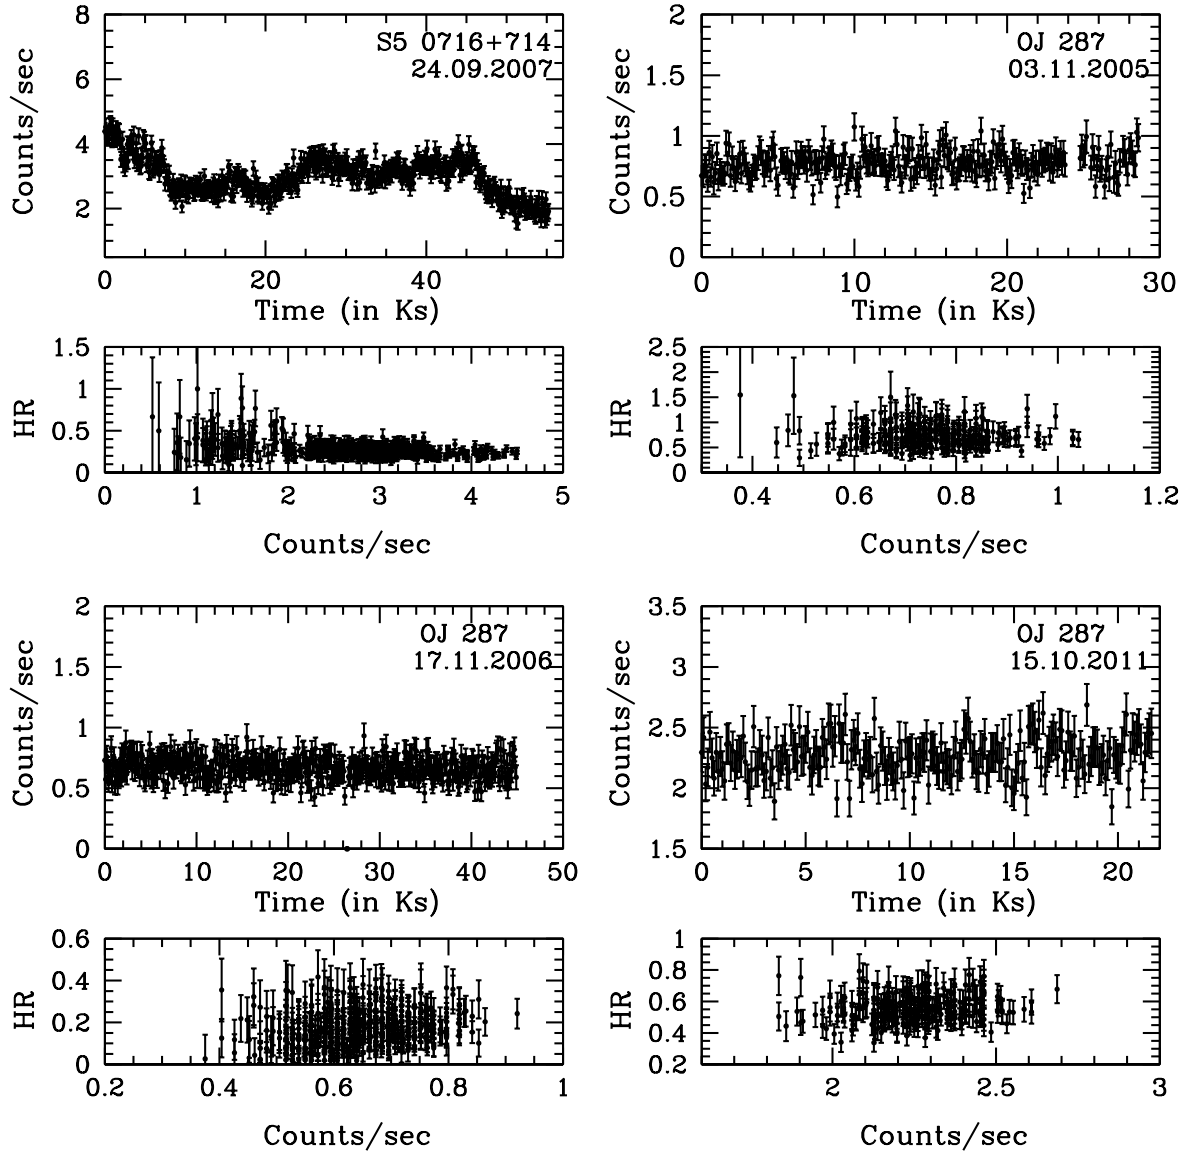 8
6
4
2
Counts/sec
S5 0716+714
24.09.2007
0 20 40
Time (in Ks)
1.5
1
0.5
0
HR
0 1 2 3 4 5
Counts/sec
2
1.5
1
0.5
0
Counts/sec
OJ 287
03.11.2005
0 10 20 30
Time (in Ks)
2.5
2
1.5
1
0.5
0
HR
0.4 0.6 0.8 1 1.2
Counts/sec
2
1.5
1
0.5
0
Counts/sec
OJ 287
17.11.2006
0 10 20 30 40 50
Time (in Ks)
0.6
0.4
0.2
0
HR
0.2 0.4 0.6 0.8 1
Counts/sec
3.5
3
2.5
2
1.5
Counts/sec
OJ 287
15.10.2011
0 5 10 15 20
Time (in Ks)
1
0.8
0.6
0.4
0.2
HR
2 2.5 3
Counts/sec